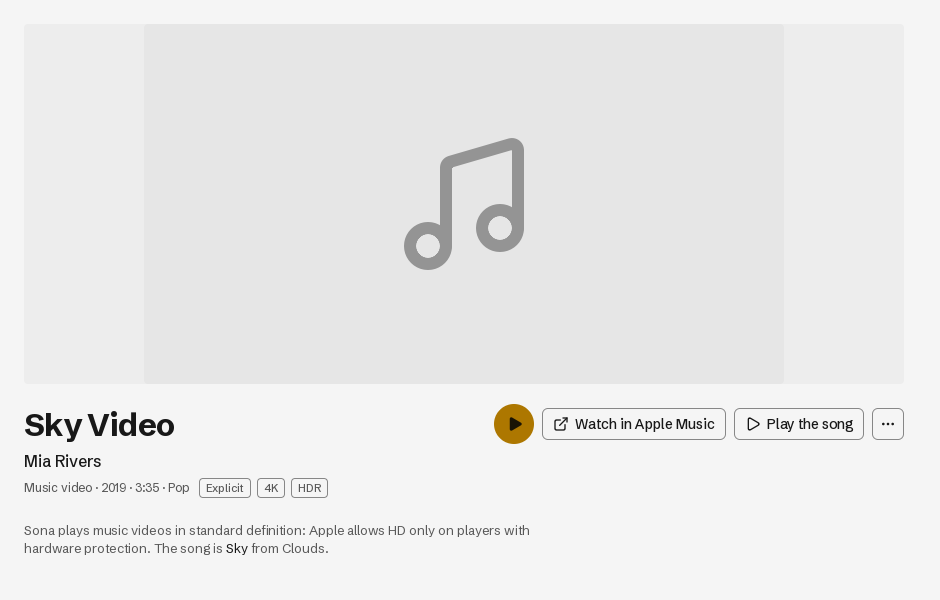 Sky Video
Watch in Apple Music
Play the song
Mia Rivers
Music video · 2019 · 3:35 · Pop Explicit 4K HDR
Sona plays music videos in standard definition: Apple allows HD only on players with
hardware protection. The song is Sky from Clouds.